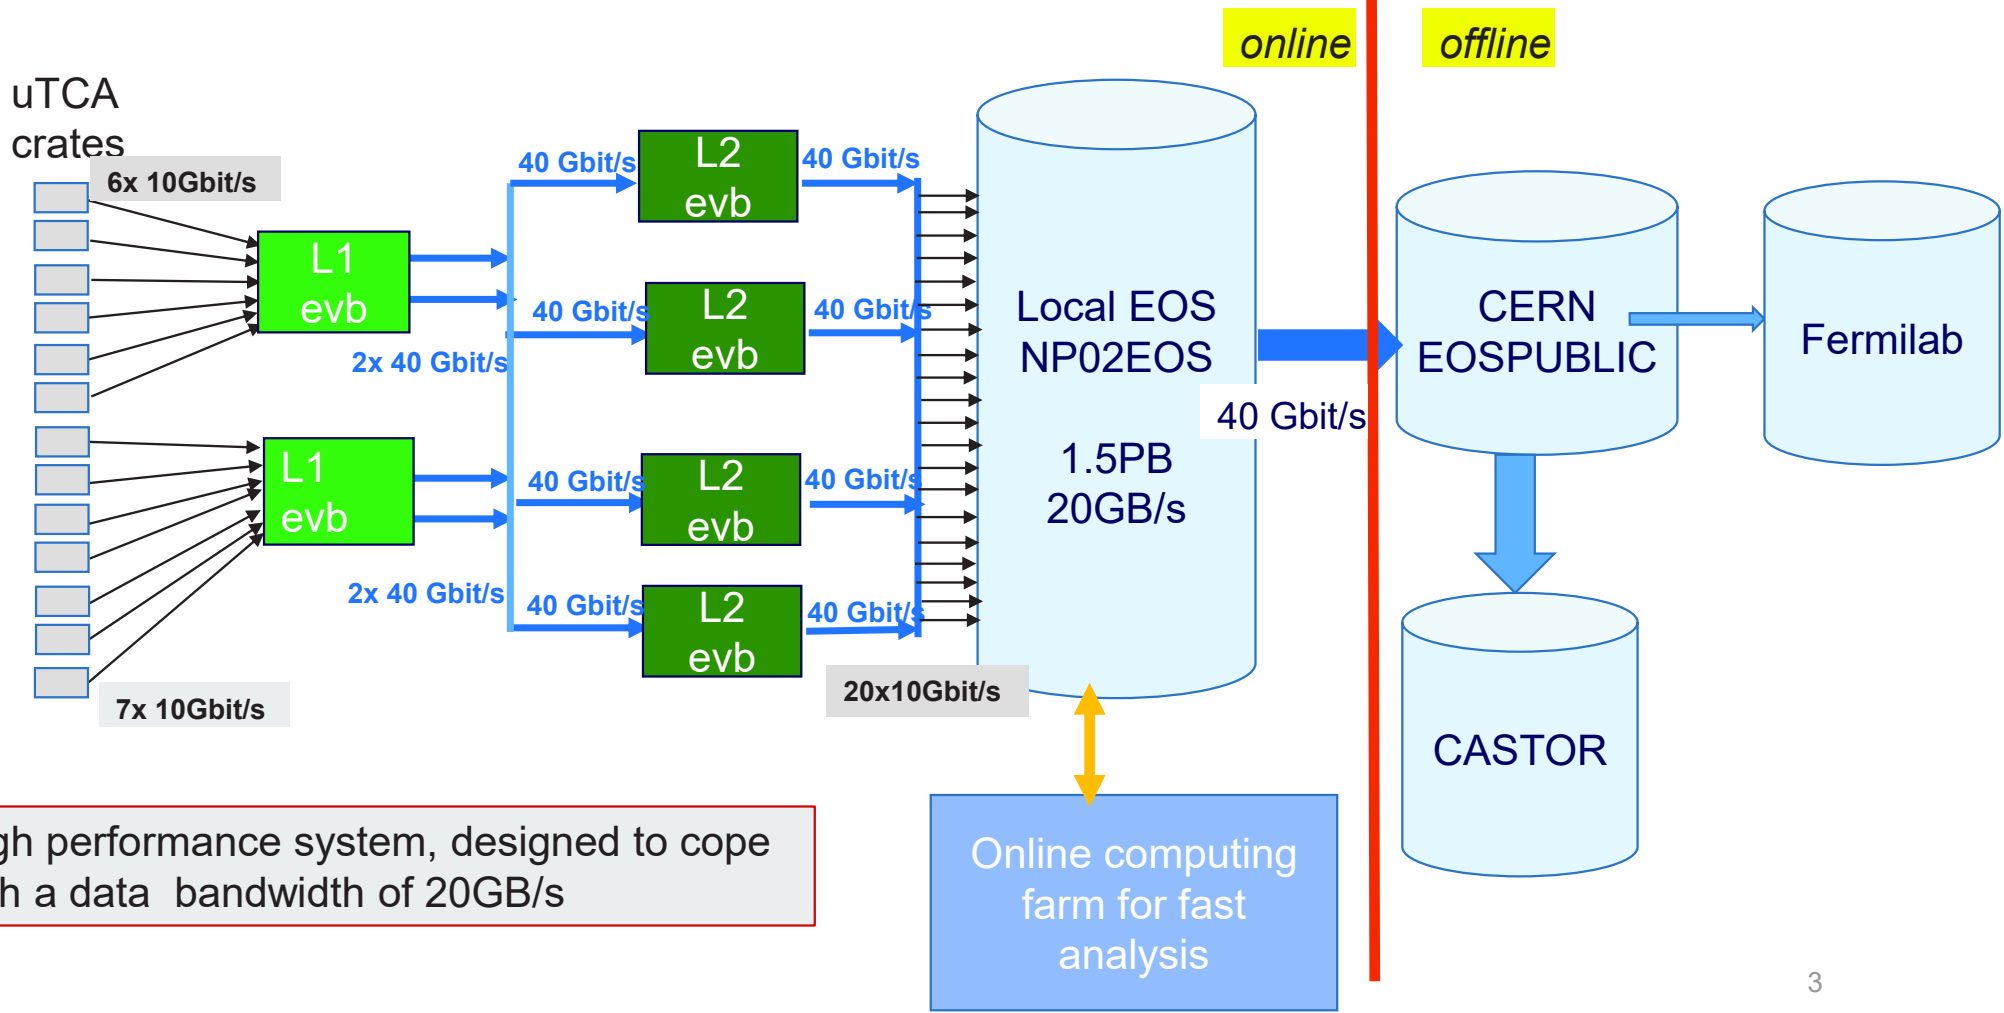 online
offline
uTCA
crates
6x 10Gbit/s
L1
evb
2x 40 Gbit/s
L1
evb
2x 40 Gbit/s
7x 10Gbit/s
40 Gbit/s
L2
evb
40 Gbit/s
40 Gbit/s
L2
evb
40 Gbit/s
40 Gbit/s
L2
evb
40 Gbit/s
40 Gbit/s
L2
evb
40 Gbit/s
20x10Gbit/s
Local EOS
NP02EOS
1.5PB
20GB/s
40 Gbit/s
CERN
EOSPUBLIC
Fermilab
CASTOR
gh performance system, designed to cope
h a data bandwidth of 20GB/s
Online computing
farm for fast
analysis
3